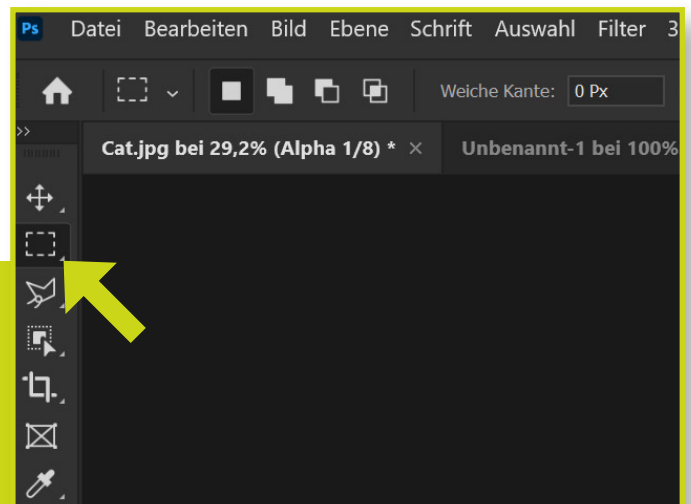 Ps Datei Bearbeiten Bild Ebene Schrift Auswahl Filter 3
Weiche Kante: 0 Px
Cat.jpg bei 29,2% (Alpha 1/8) * × Unbenannt-1 bei 100%